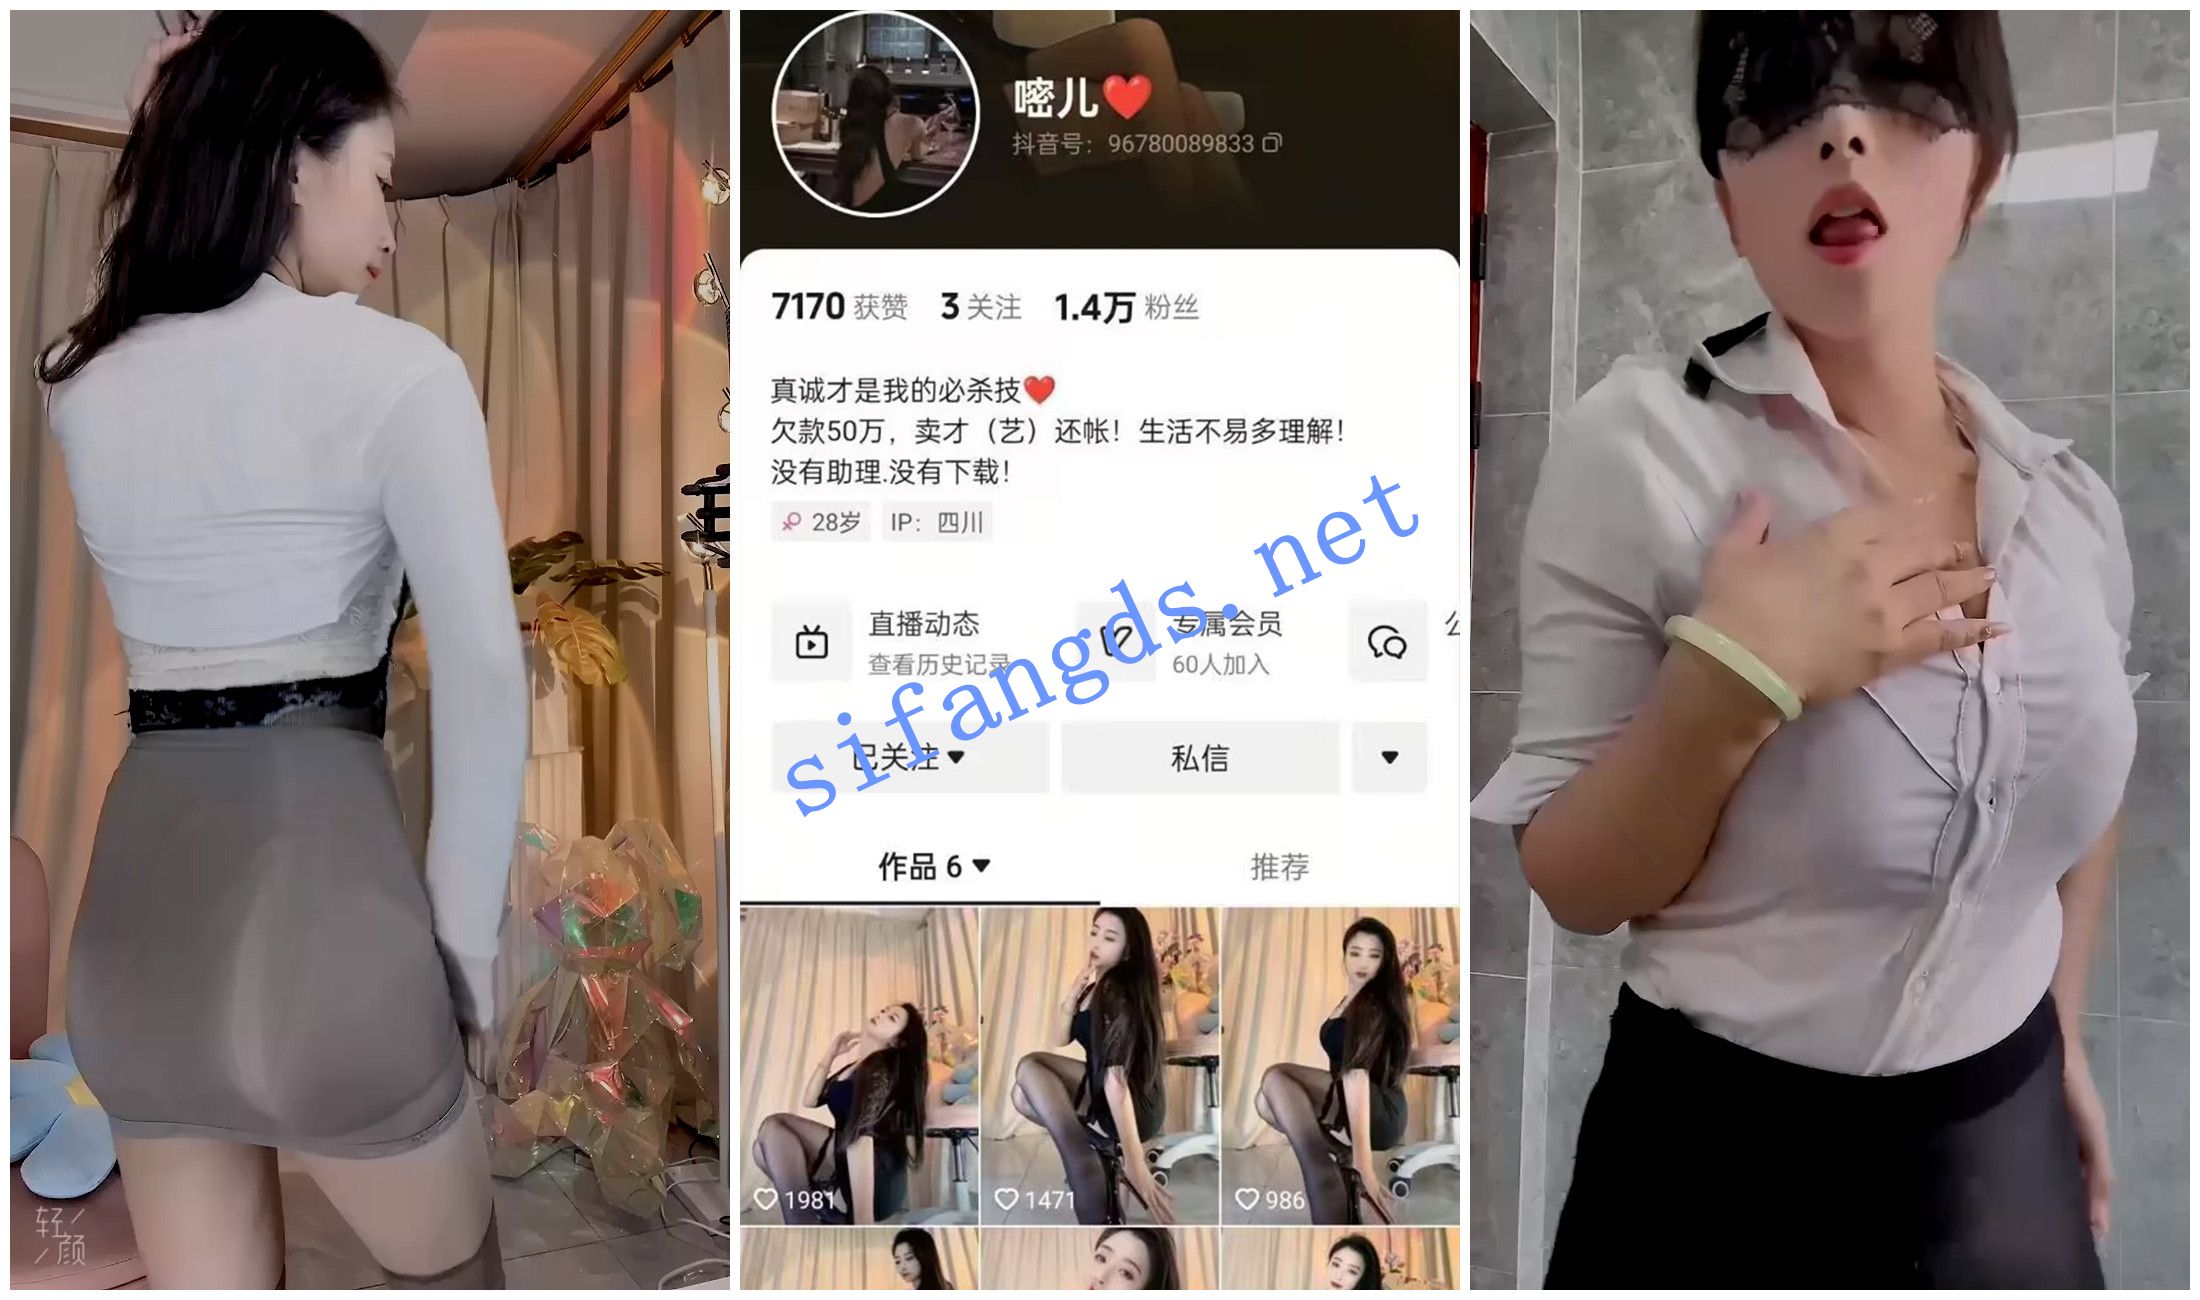 嘧儿❤️
抖音号：96780089833
7170 获赞 3 关注 1.4万 粉丝
真诚才是我的必杀技❤️
欠款50万，卖才（艺）还帐！生活不易多理解！
没有助理.没有下载！
28岁 IP：四川
直播动态 专属会员 公
查看历史记录 60人加入
sifangds.net
已关注 私信
作品 6 推荐
1981 1471 986
轻颜